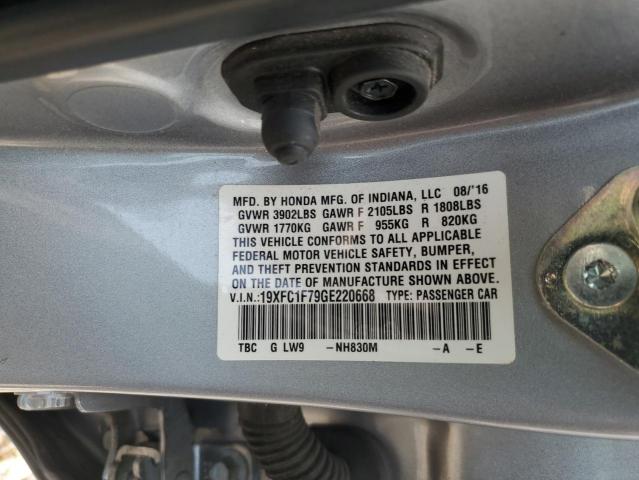 MFD. BY HONDA MFG. OF INDIANA, LLC 08/'16
GVWR 3902LBS GAWR F 2105LBS R 1808LBS
GVWR 1770KG GAWR F 955KG R 820KG
THIS VEHICLE CONFORMS TO ALL APPLICABLE
FEDERAL MOTOR VEHICLE SAFETY, BUMPER,
AND THEFT PREVENTION STANDARDS IN EFFECT
ON THE DATE OF MANUFACTURE SHOWN ABOVE.
V.I.N.:19XFC1F79GE220668 TYPE: PASSENGER CAR
TBC G LW9 -NH830M -A -E